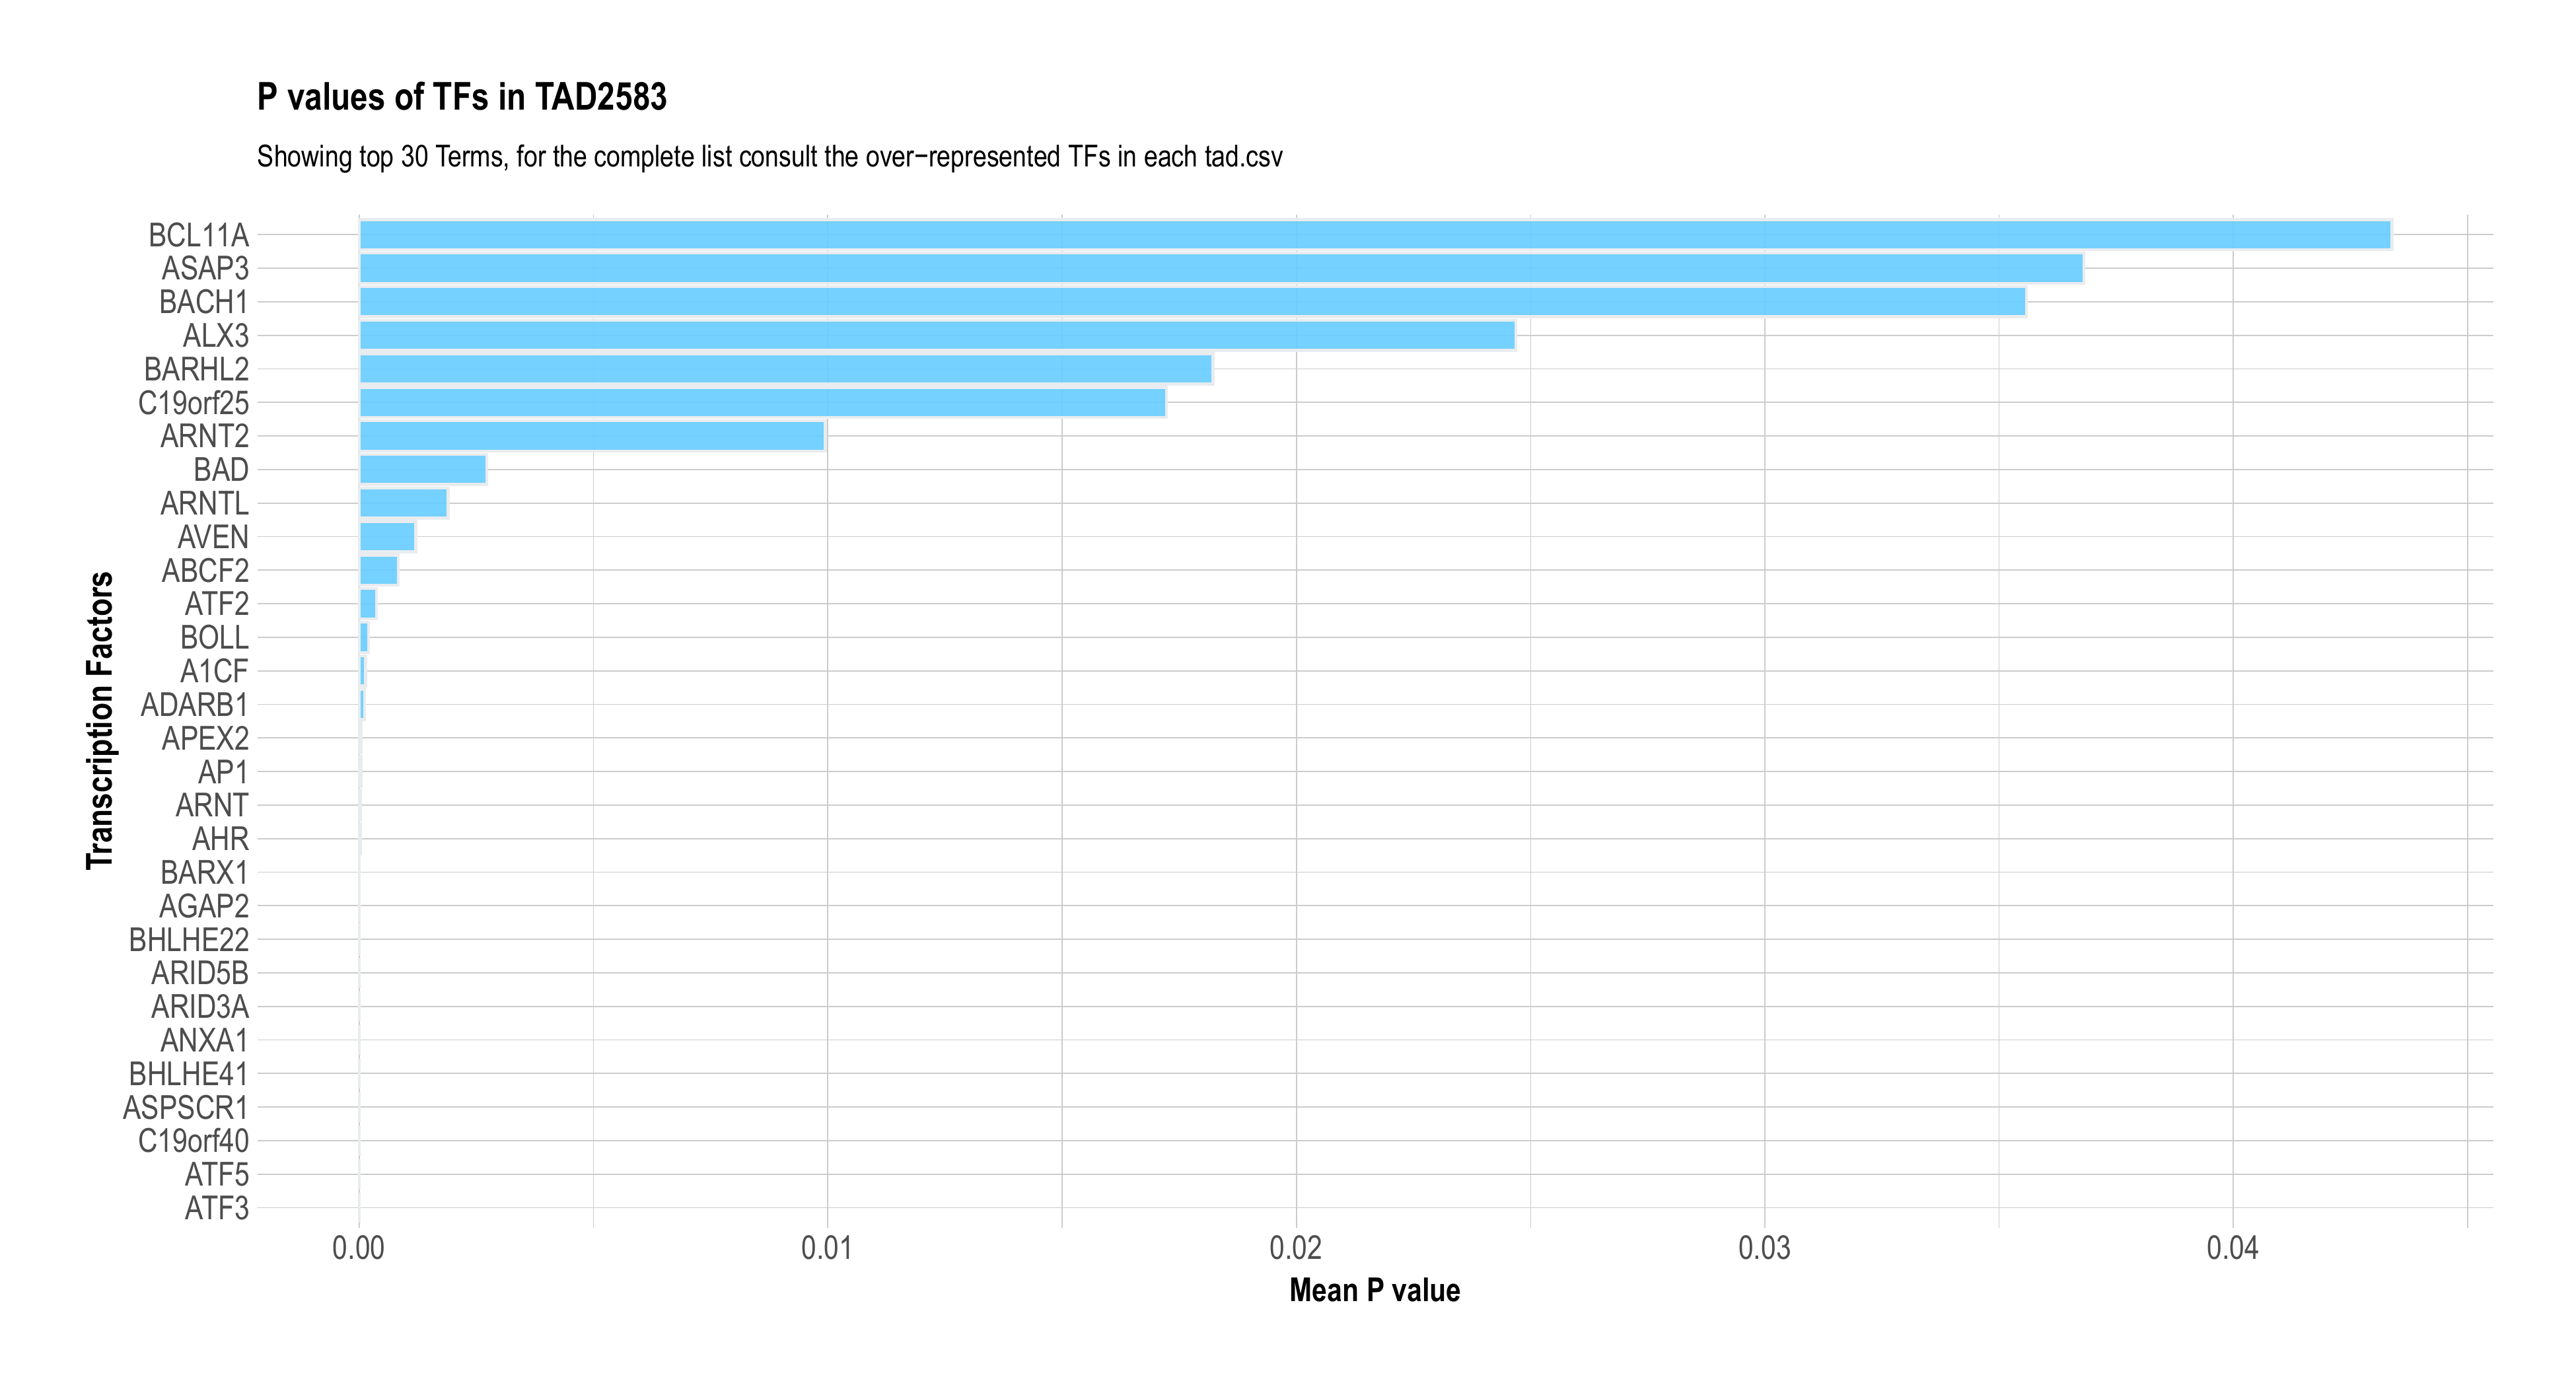 P values of TFs in TAD2583
Showing top 30 Terms, for the complete list consult the over−represented TFs in each tad.csv
Transcription Factors
BCL11A
ASAP3
BACH1
ALX3
BARHL2
C19orf25
ARNT2
BAD
ARNTL
AVEN
ABCF2
ATF2
BOLL
A1CF
ADARB1
APEX2
AP1
ARNT
AHR
BARX1
AGAP2
BHLHE22
ARID5B
ARID3A
ANXA1
BHLHE41
ASPSCR1
C19orf40
ATF5
ATF3
0.00 0.01 0.02 0.03 0.04
Mean P value